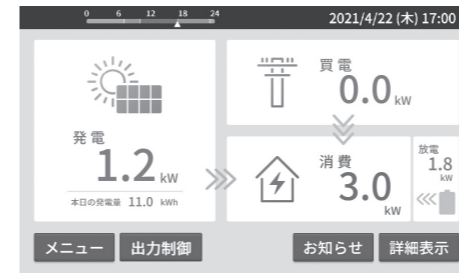 0 6 12 18 24
2021/4/22 (木) 17:00
発電
1.2 kW
本日の発電量 11.0 kWh
買電
0.0 kW
消費
3.0 kW
放電
1.8 kW
メニュー
出力制御
お知らせ
詳細表示